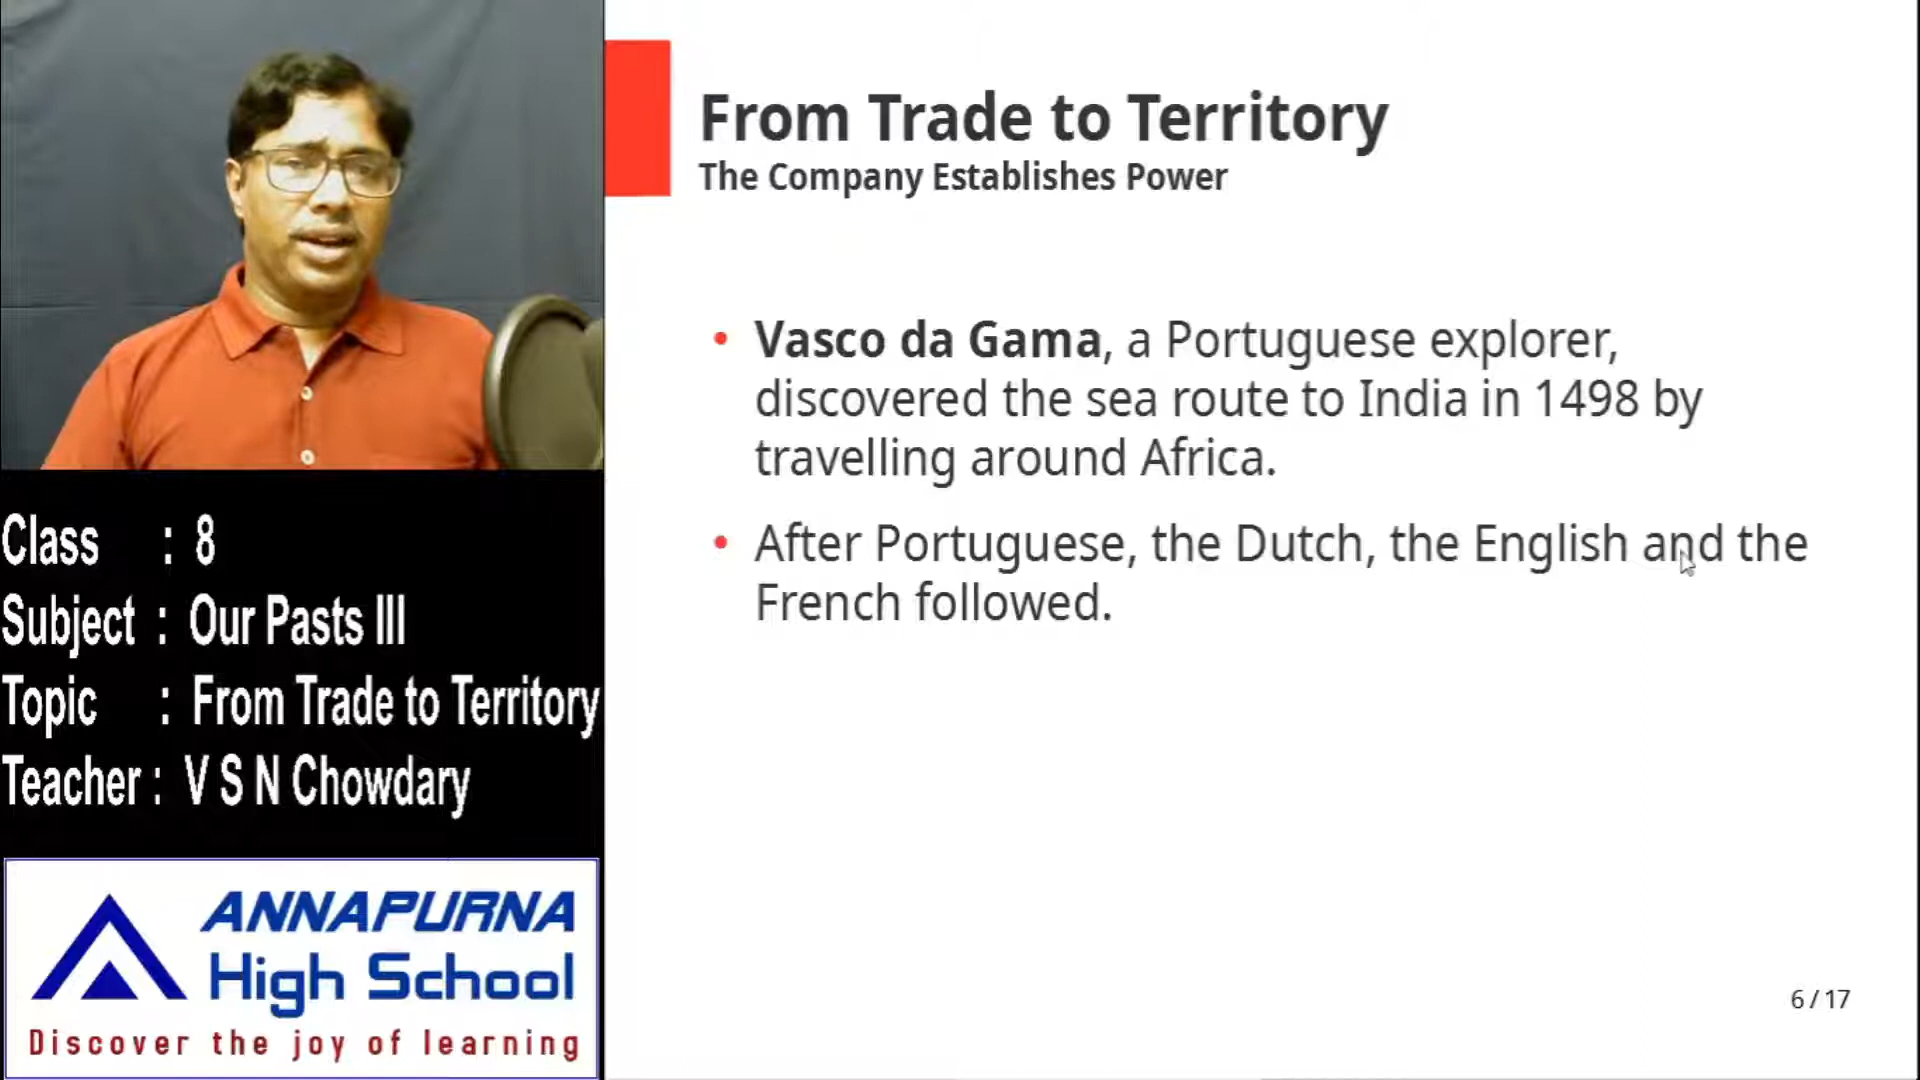 From Trade to Territory
The Company Establishes Power
• Vasco da Gama, a Portuguese explorer,
discovered the sea route to India in 1498 by
travelling around Africa.
• After Portuguese, the Dutch, the English and the
French followed.
6 / 17
Class : 8
Subject : Our Pasts III
Topic : From Trade to Territory
Teacher : V S N Chowdary
ANNAPURNA
High School
Discover the joy of learning